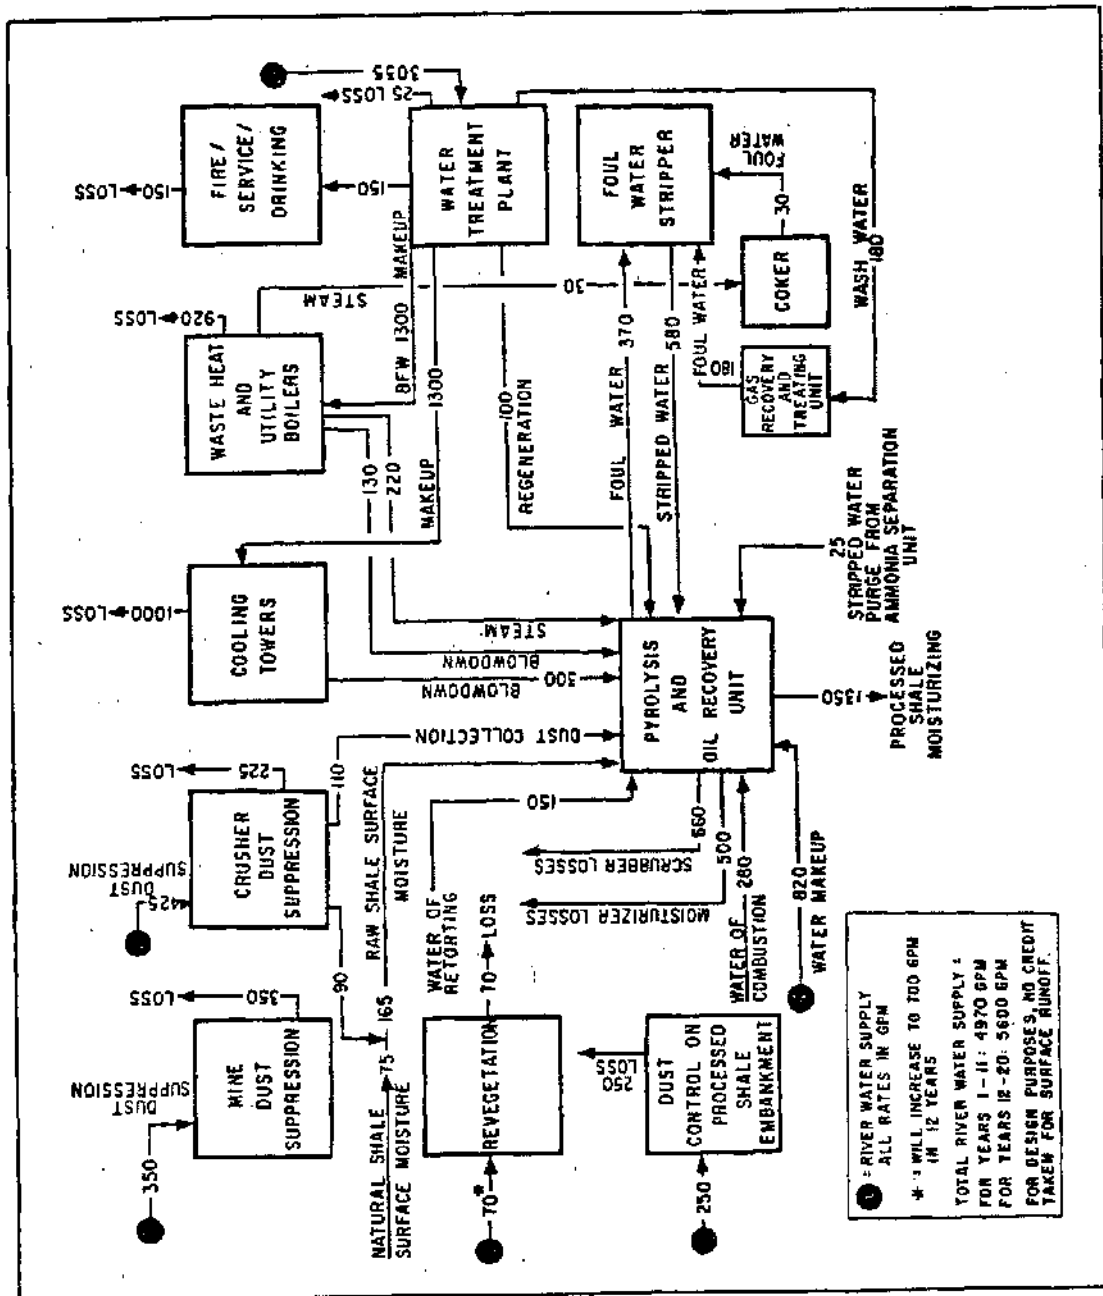 350
DUST
SUPPRESSION
MINE
DUST
SUPPRESSION
350
LOSS
DUST
SUPPRESSION
425
CRUSHER
DUST
SUPPRESSION
225
LOSS
90
110
DUST COLLECTION
NATURAL SHALE
SURFACE MOISTURE
75
165
RAW SHALE SURFACE
MOISTURE
COOLING
TOWERS
1000
LOSS
300
BLOWDOWN
BLOWDOWN
STEAM
WASTE HEAT
AND
UTILITY
BOILERS
920
LOSS
130
220
STEAM
30
BFW 1300 MAKEUP
1300
MAKEUP
FIRE/
SERVICE/
DRINKING
150
LOSS
150
3035
25 LOSS
WATER
TREATMENT
PLANT
100
REGENERATION
70*
REVEGETATION
70
LOSS
WATER OF
RETORTING
150
PYROLYSIS
AND
OIL RECOVERY
UNIT
660
SCRUBBER LOSSES
500
MOISTURIZER LOSSES
280
WATER OF
COMBUSTION
820
WATER MAKEUP
1350
PROCESSED
SHALE
MOISTURIZING
25
STRIPPED WATER
PURGE FROM
AMMONIA SEPARATION
UNIT
FOUL WATER 370
STRIPPED WATER 580
FOUL
WATER
STRIPPER
FOUL WATER
180
GAS
RECOVERY
AND
TREATING
UNIT
COKER
30
FOUL
WATER
WASH WATER
180
250
DUST
CONTROL ON
PROCESSED
SHALE
EMBANKMENT
250
LOSS
= RIVER WATER SUPPLY
ALL RATES IN GPM
* = WILL INCREASE TO 700 GPM
IN 12 YEARS
TOTAL RIVER WATER SUPPLY =
FOR YEARS 1-11: 4970 GPM
FOR YEARS 12-20: 5600 GPM
FOR DESIGN PURPOSES, NO CREDIT
TAKEN FOR SURFACE RUNOFF.